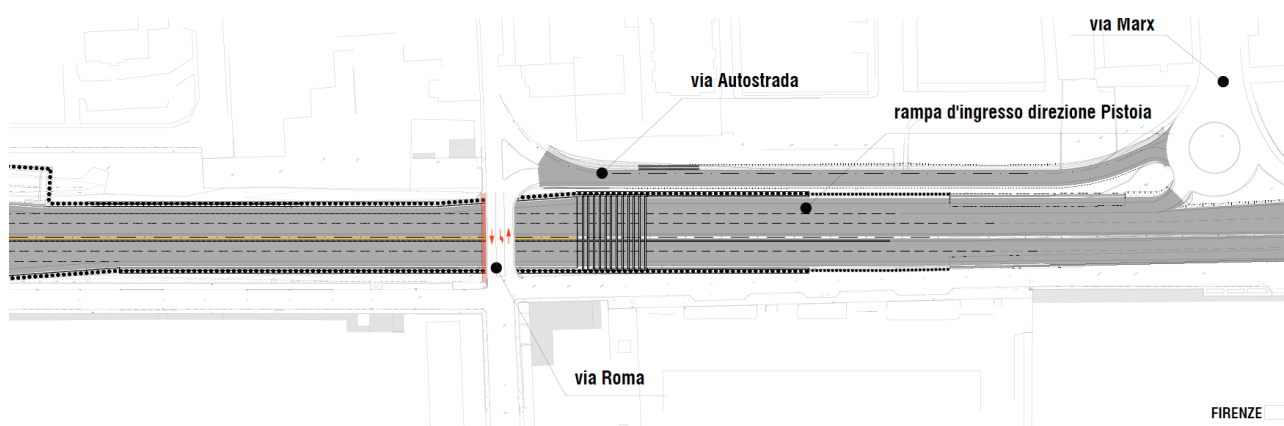 via Marx
via Autostrada
rampa d'ingresso direzione Pistoia
via Roma
FIRENZE